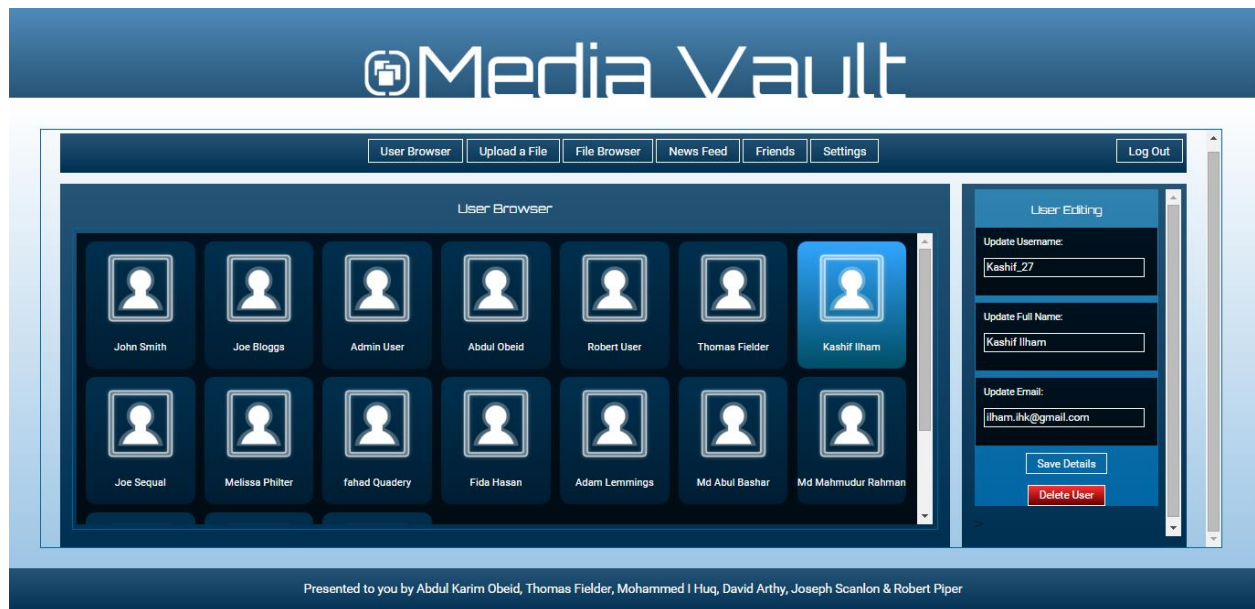 Media Vault
User Browser Upload a File File Browser News Feed Friends Settings Log Out
User Browser
John Smith Joe Bloggs Admin User Abdul Obeid Robert User Thomas Fielder Kashif Ilham
Joe Sequal Melissa Philter fahad Quadery Fida Hasan Adam Lemmings Md Abul Bashar Md Mahmudur Rahman
User Editing
Update Username:
Kashif_27
Update Full Name:
Kashif Ilham
Update Email:
ilham.ihk@gmail.com
Save Details
Delete User
>
Presented to you by Abdul Karim Obeid, Thomas Fielder, Mohammed I Huq, David Arthy, Joseph Scanlon & Robert Piper